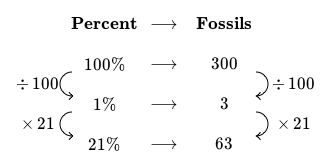 Percent ⟶ Fossils
100% ⟶ 300
÷100 ÷100
1% ⟶ 3
×21 ×21
21% ⟶ 63